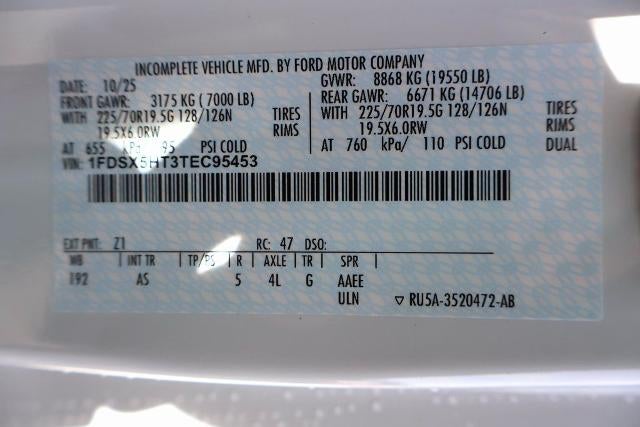 INCOMPLETE VEHICLE MFD. BY FORD MOTOR COMPANY
DATE: 10/25 GVWR: 8868 KG (19550 LB)
FRONT GAWR: 3175 KG (7000 LB) REAR GAWR: 6671 KG (14706 LB)
WITH 225/70R19.5G 128/126N TIRES WITH 225/70R19.5G 128/126N TIRES
19.5X6.0RW RIMS 19.5X6.0RW RIMS
AT 655 kPa/ 95 PSI COLD AT 760 kPa/ 110 PSI COLD DUAL
VIN: 1FDSX5HT3TEC95453
EXT PNT: Z1 RC: 47 DSO:
WB INT TR TP/PS R AXLE TR SPR
192 AS 5 4L G AAEE
ULN ▽ RU5A-3520472-AB